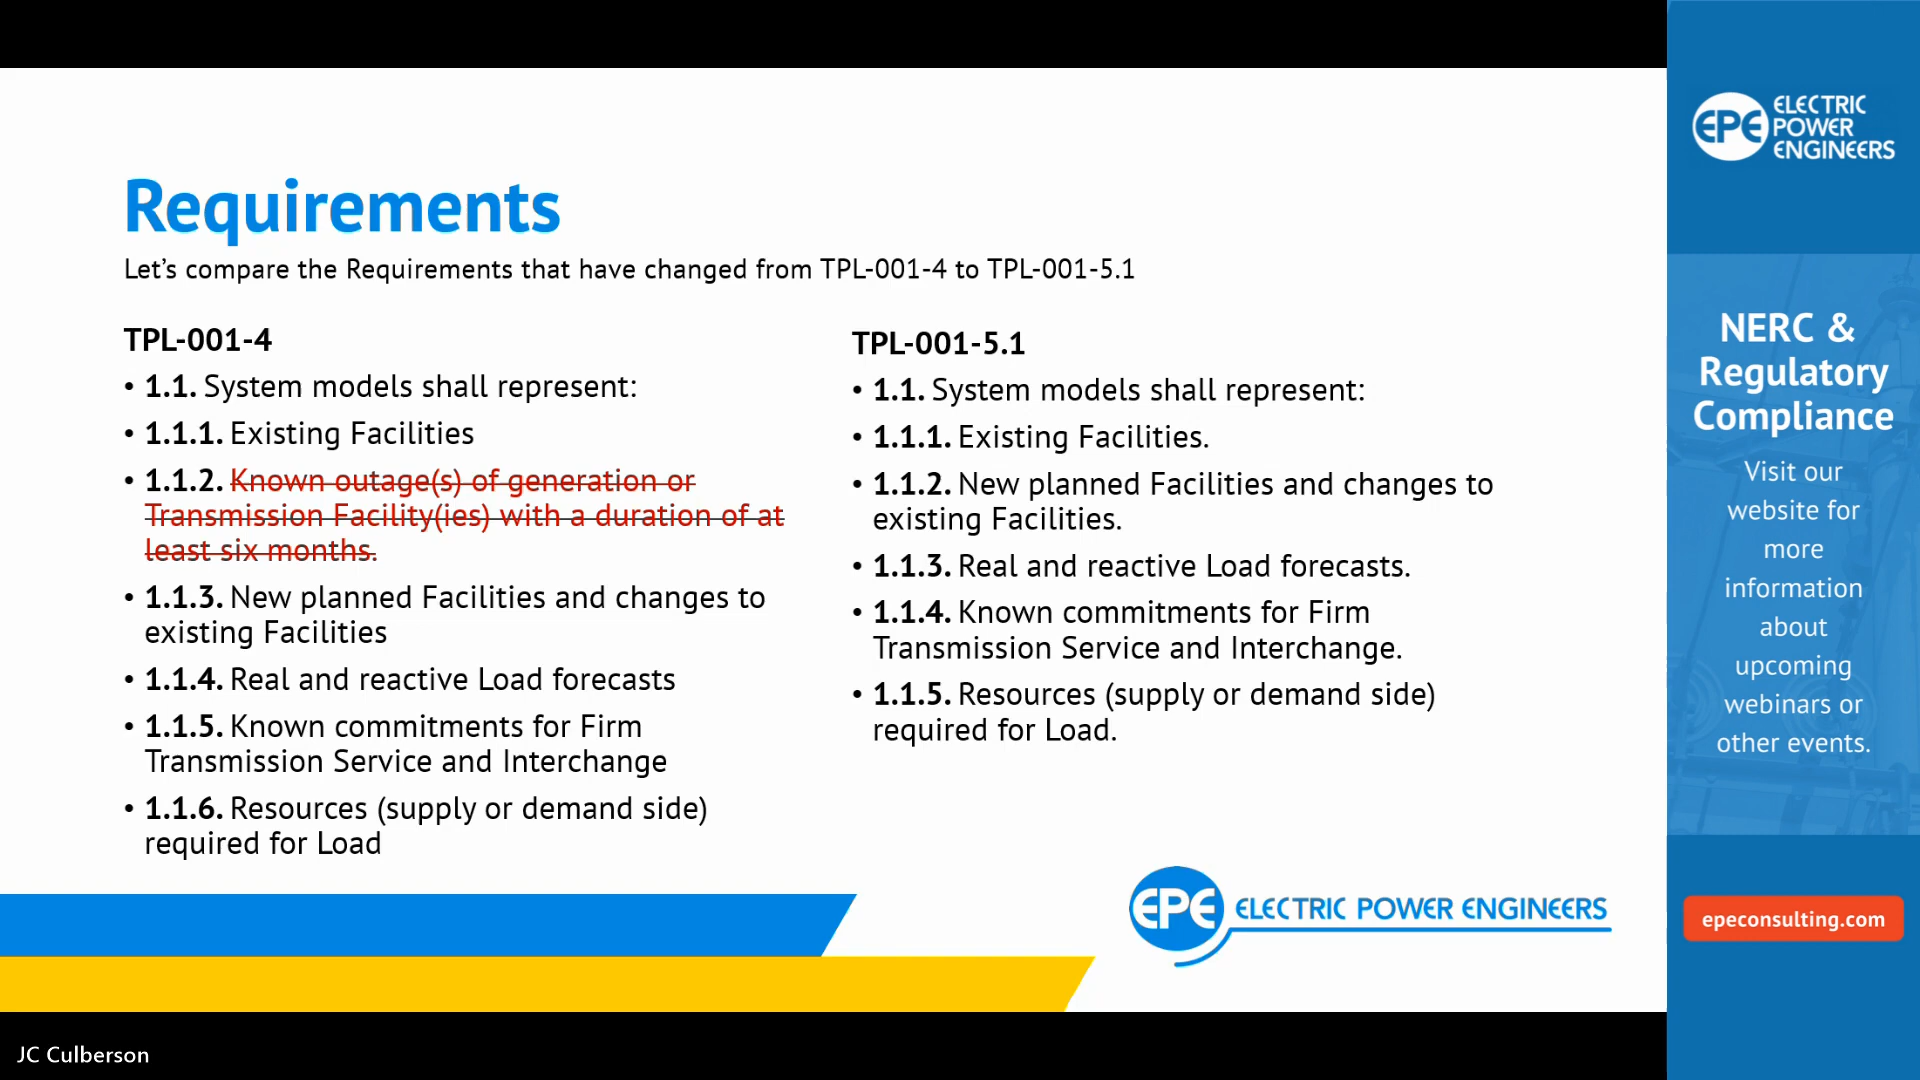 Requirements
Let's compare the Requirements that have changed from TPL-001-4 to TPL-001-5.1
TPL-001-4
• 1.1. System models shall represent:
• 1.1.1. Existing Facilities
• 1.1.2. Known outage(s) of generation or
Transmission Facility(ies) with a duration of at
least six months.
• 1.1.3. New planned Facilities and changes to
existing Facilities
• 1.1.4. Real and reactive Load forecasts
• 1.1.5. Known commitments for Firm
Transmission Service and Interchange
• 1.1.6. Resources (supply or demand side)
required for Load
TPL-001-5.1
• 1.1. System models shall represent:
• 1.1.1. Existing Facilities.
• 1.1.2. New planned Facilities and changes to
existing Facilities.
• 1.1.3. Real and reactive Load forecasts.
• 1.1.4. Known commitments for Firm
Transmission Service and Interchange.
• 1.1.5. Resources (supply or demand side)
required for Load.
EPE ELECTRIC POWER ENGINEERS
EPE ELECTRIC
POWER
ENGINEERS
NERC &
Regulatory
Compliance
Visit our
website for
more
information
about
upcoming
webinars or
other events.
epeconsulting.com
JC Culberson